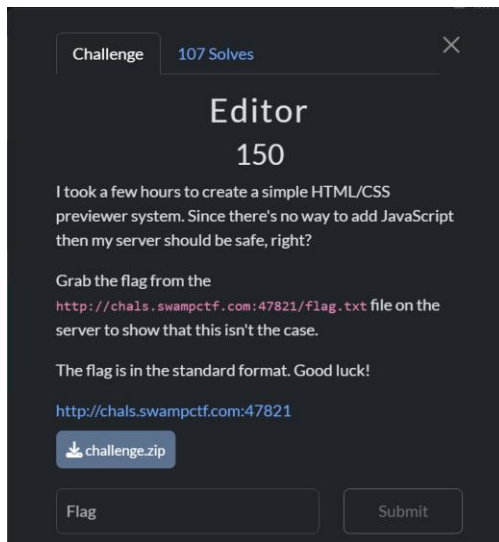 Challenge
107 Solves
Editor
150
I took a few hours to create a simple HTML/CSS
previewer system. Since there's no way to add JavaScript
then my server should be safe, right?
Grab the flag from the
http://chals.swampctf.com:47821/flag.txt file on the
server to show that this isn't the case.
The flag is in the standard format. Good luck!
http://chals.swampctf.com:47821
challenge.zip
Flag
Submit